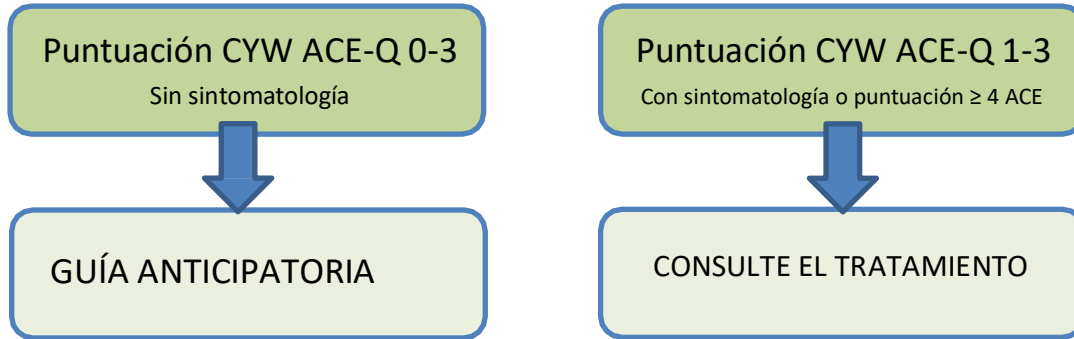 Puntuación CYW ACE-Q 0-3
Sin sintomatología
GUÍA ANTICIPATORIA
Puntuación CYW ACE-Q 1-3
Con sintomatología o puntuación ≥ 4 ACE
CONSULTE EL TRATAMIENTO